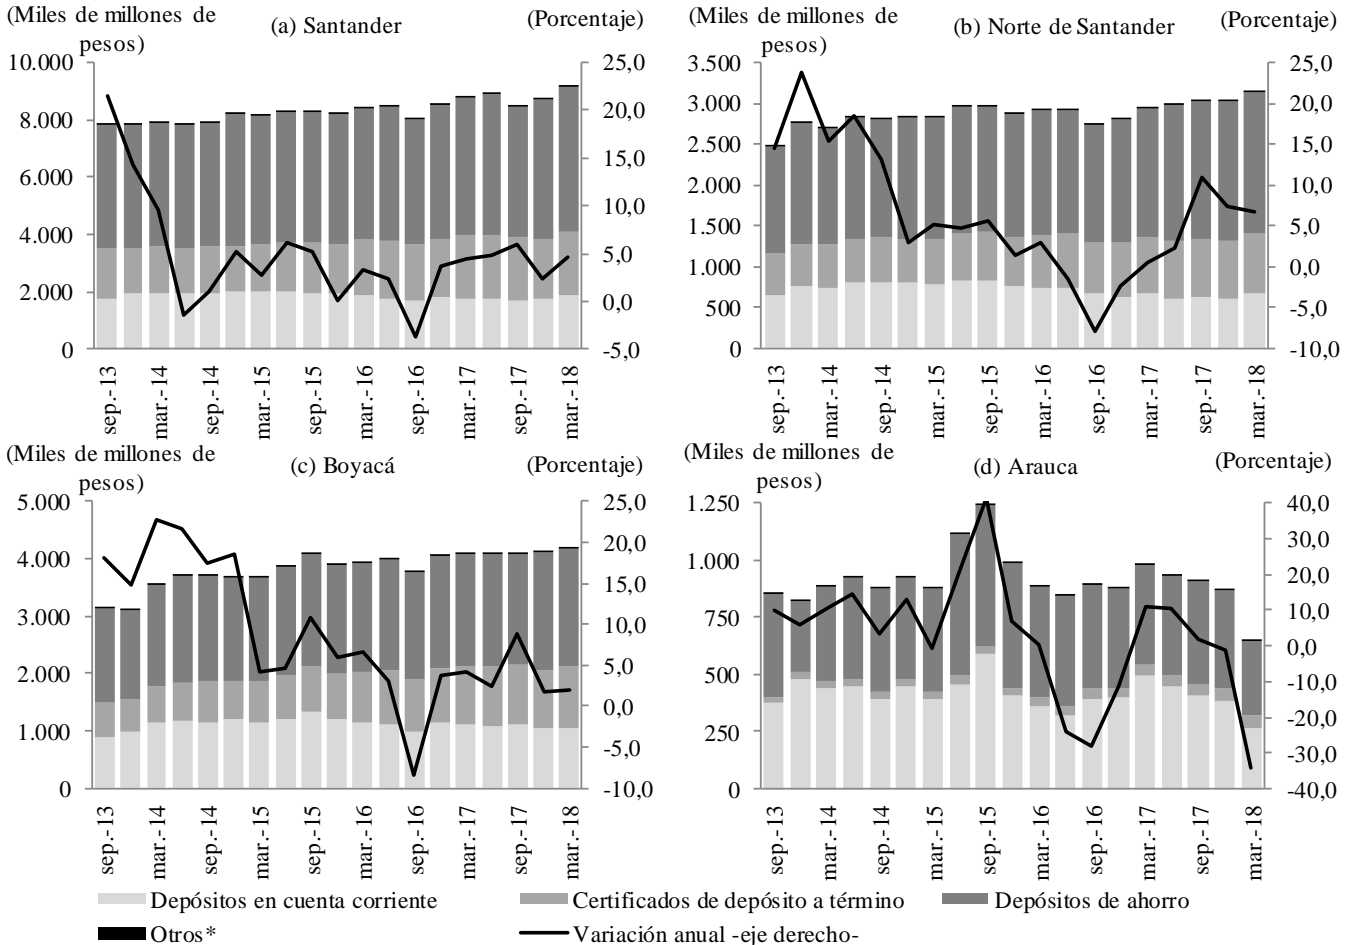 (Miles de millones de pesos)
(a) Santander
(Porcentaje)
10.000
8.000
6.000
4.000
2.000
0
25,0
20,0
15,0
10,0
5,0
0,0
-5,0
sep.-13
mar.-14
sep.-14
mar.-15
sep.-15
mar.-16
sep.-16
mar.-17
sep.-17
mar.-18
(Miles de millones de pesos)
(b) Norte de Santander
(Porcentaje)
3.500
3.000
2.500
2.000
1.500
1.000
500
0
25,0
20,0
15,0
10,0
5,0
0,0
-5,0
-10,0
sep.-13
mar.-14
sep.-14
mar.-15
sep.-15
mar.-16
sep.-16
mar.-17
sep.-17
mar.-18
(Miles de millones de pesos)
(c) Boyacá
(Porcentaje)
5.000
4.000
3.000
2.000
1.000
0
25,0
20,0
15,0
10,0
5,0
0,0
-5,0
-10,0
sep.-13
mar.-14
sep.-14
mar.-15
sep.-15
mar.-16
sep.-16
mar.-17
sep.-17
mar.-18
(Miles de millones de pesos)
(d) Arauca
(Porcentaje)
1.250
1.000
750
500
250
0
40,0
30,0
20,0
10,0
0,0
-10,0
-20,0
-30,0
-40,0
sep.-13
mar.-14
sep.-14
mar.-15
sep.-15
mar.-16
sep.-16
mar.-17
sep.-17
mar.-18
Depósitos en cuenta corriente
Certificados de depósito a término
Depósitos de ahorro
Otros*
Variación anual -eje derecho-